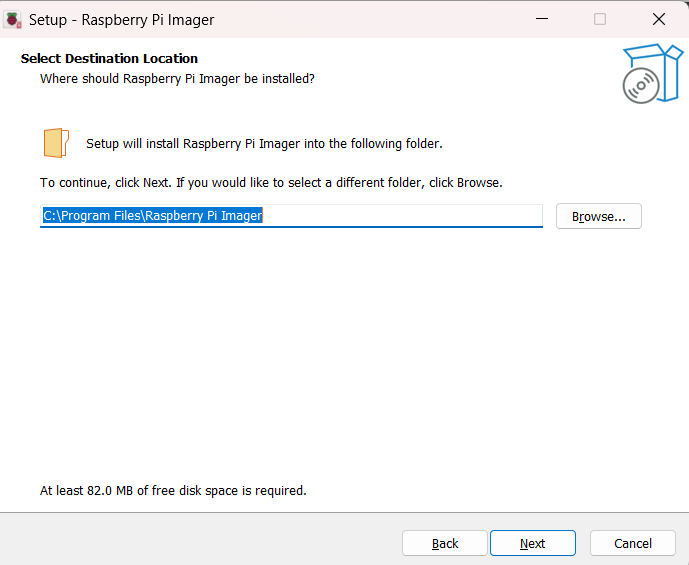 Setup - Raspberry Pi Imager
Select Destination Location
Where should Raspberry Pi Imager be installed?
Setup will install Raspberry Pi Imager into the following folder.
To continue, click Next. If you would like to select a different folder, click Browse.
C:\Program Files\Raspberry Pi Imager
Browse...
At least 82.0 MB of free disk space is required.
Back
Next
Cancel